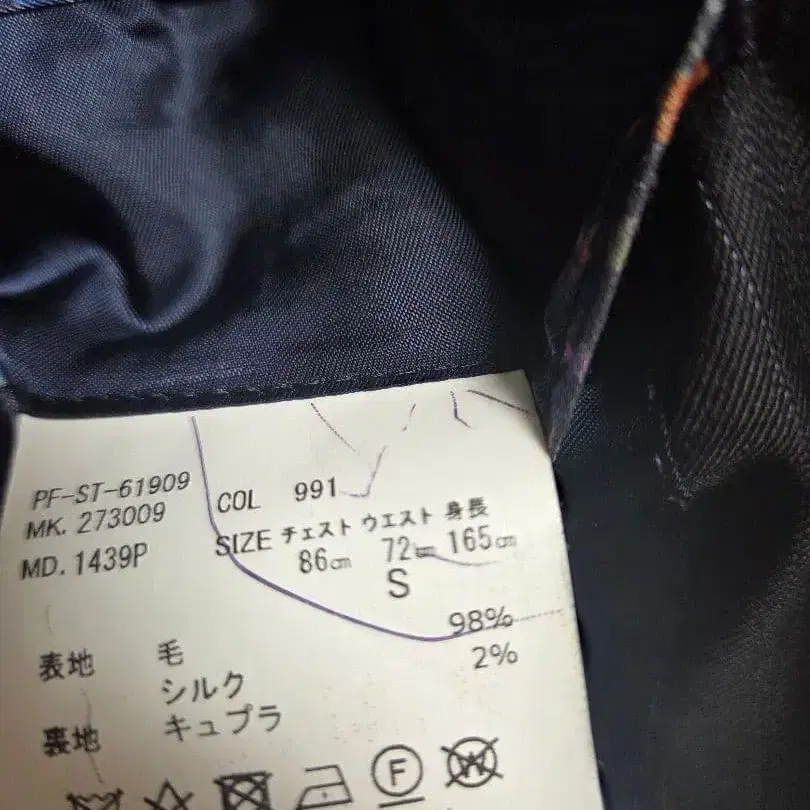 PF-ST-61909
MK. 273009
MD. 1439P
COL 991
SIZE チェスト ウエスト 身長
86cm 72cm 165cm
S
表地 毛 98%
シルク 2%
裏地 キュプラ
F
W